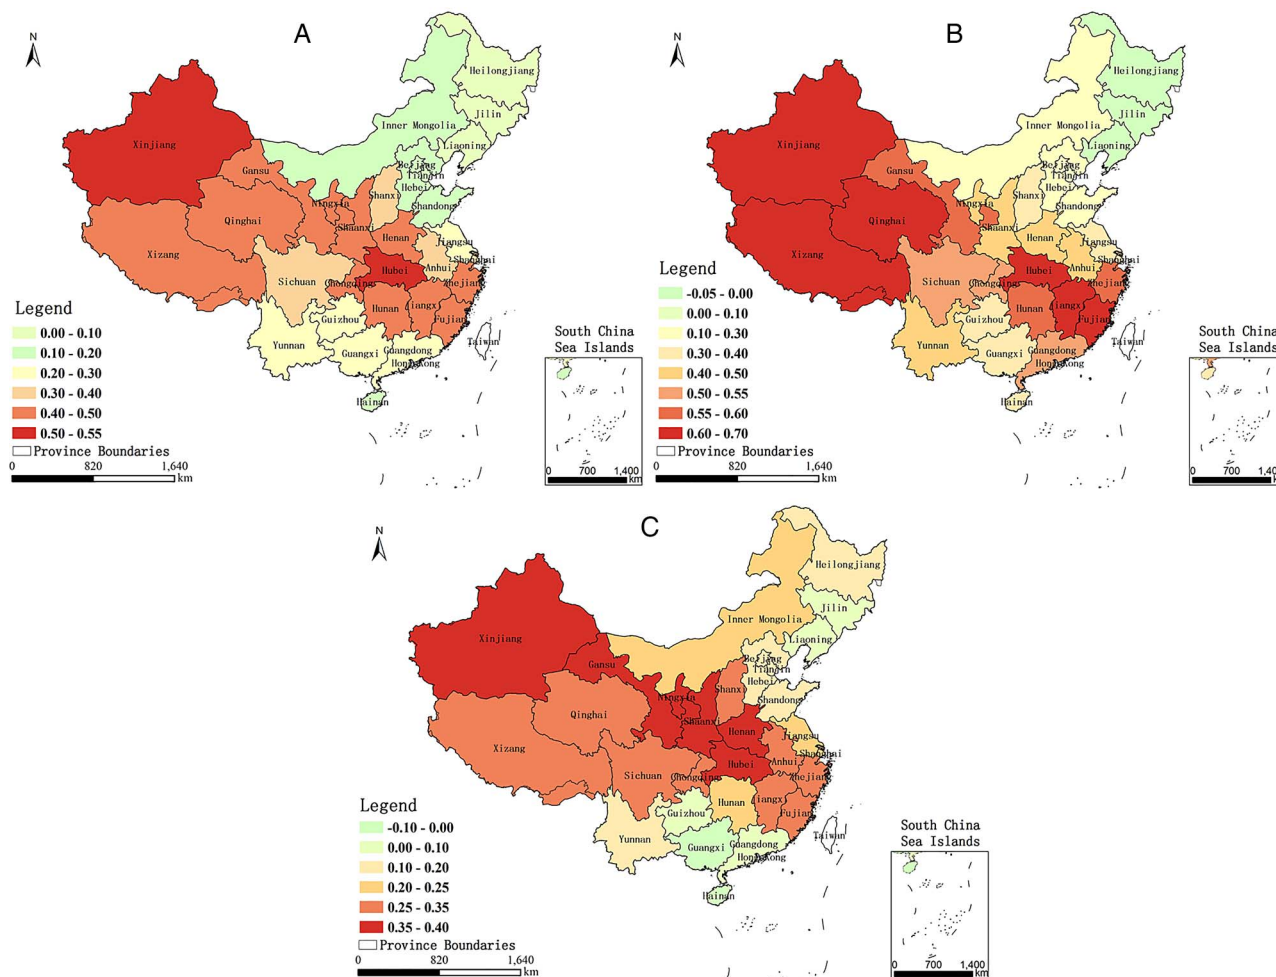 A
N
Heilongjiang
Jilin
Inner Mongolia
Liaoning
Xinjiang
Beijing
Gansu
Tianjin
Hebei
Ningxia
Shanxi
Shandong
Qinghai
Shaanxi
Henan
Jiangsu
Xizang
Shanghai
Anhui
Hubei
Sichuan
Chongqing
Zhejiang
Hunan
iangx
Fujian
Guizhou
Yunnan
Guangxi
Guangdong
HongKong
Taiwan
Hainan
Legend
0.00 - 0.10
0.10 - 0.20
0.20 - 0.30
0.30 - 0.40
0.40 - 0.50
0.50 - 0.55
Province Boundaries
0 820 1,640
km
South China
Sea Islands
0 700 1,400
km
B
N
Heilongjiang
Jilin
Inner Mongolia
Liaoning
Xinjiang
Beijing
Gansu
Tianjin
Hebei
Ningxia
Shanxi
Shandong
Qinghai
Shaanxi
Henan
Jiangsu
Xizang
Shanghai
Anhui
Hubei
Sichuan
Chongqing
Zhejiang
Hunan
iangxi
Fujian
Guizhou
Yunnan
Guangxi
Guangdong
HongKong
Taiwan
Hainan
Legend
-0.05 - 0.00
0.00 - 0.10
0.10 - 0.30
0.30 - 0.40
0.40 - 0.50
0.50 - 0.55
0.55 - 0.60
0.60 - 0.70
Province Boundaries
0 820 1,640
km
South China
Sea Islands
0 700 1,40
km
C
N
Heilongjiang
Jilin
Inner Mongolia
Liaoning
Xinjiang
Beijing
Gansu
Tianjin
Hebei
Ningxia
Shanxi
Shandong
Qinghai
Shaanxi
Henan
Jiangsu
Xizang
Shanghai
Anhui
Hubei
Sichuan
Chongqing
Zhejiang
Hunan
iangx
Fujian
Guizhou
Yunnan
Guangxi
Guangdong
HongKong
Taiwan
Hainan
Legend
-0.10 - 0.00
0.00 - 0.10
0.10 - 0.20
0.20 - 0.25
0.25 - 0.35
0.35 - 0.40
Province Boundaries
0 820 1,640
km
South China
Sea Islands
0 700 1,400
km